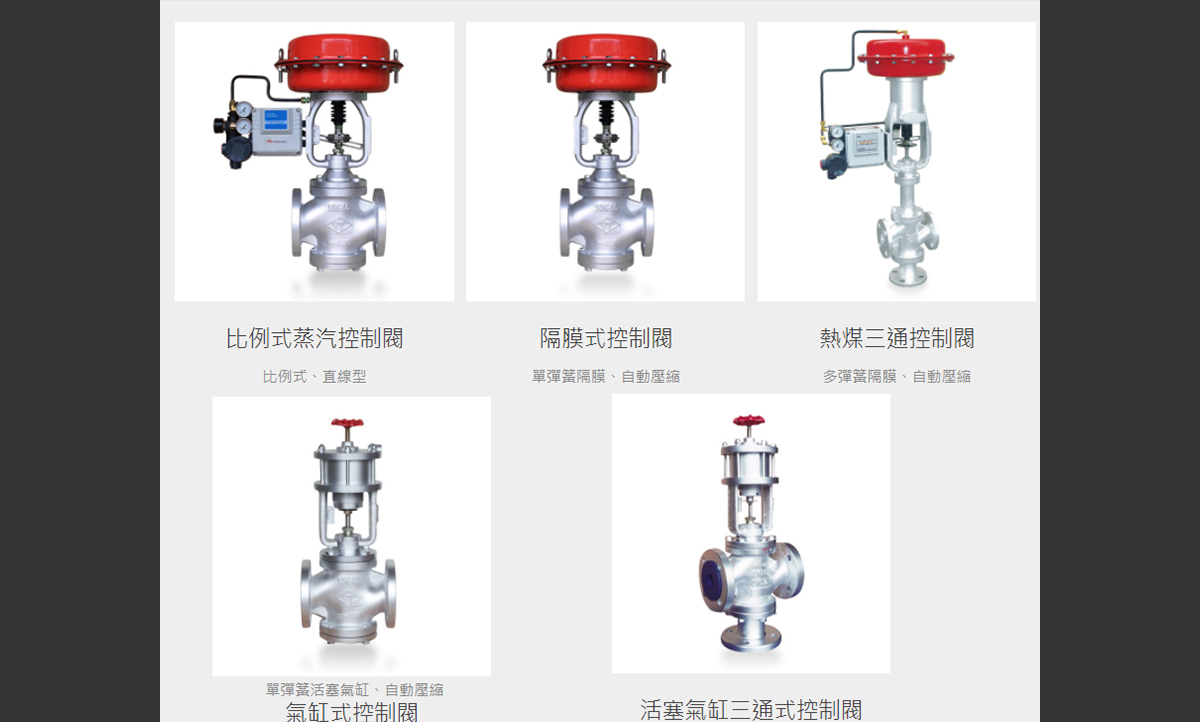 比例式蒸汽控制閥
隔膜式控制閥
熱煤三通控制閥
比例式、直線型
單彈簧隔膜、自動壓縮
多彈簧隔膜、自動壓縮
單彈簧活塞氣缸、自動壓縮
氣缸式控制閥
活塞氣缸三通式控制閥